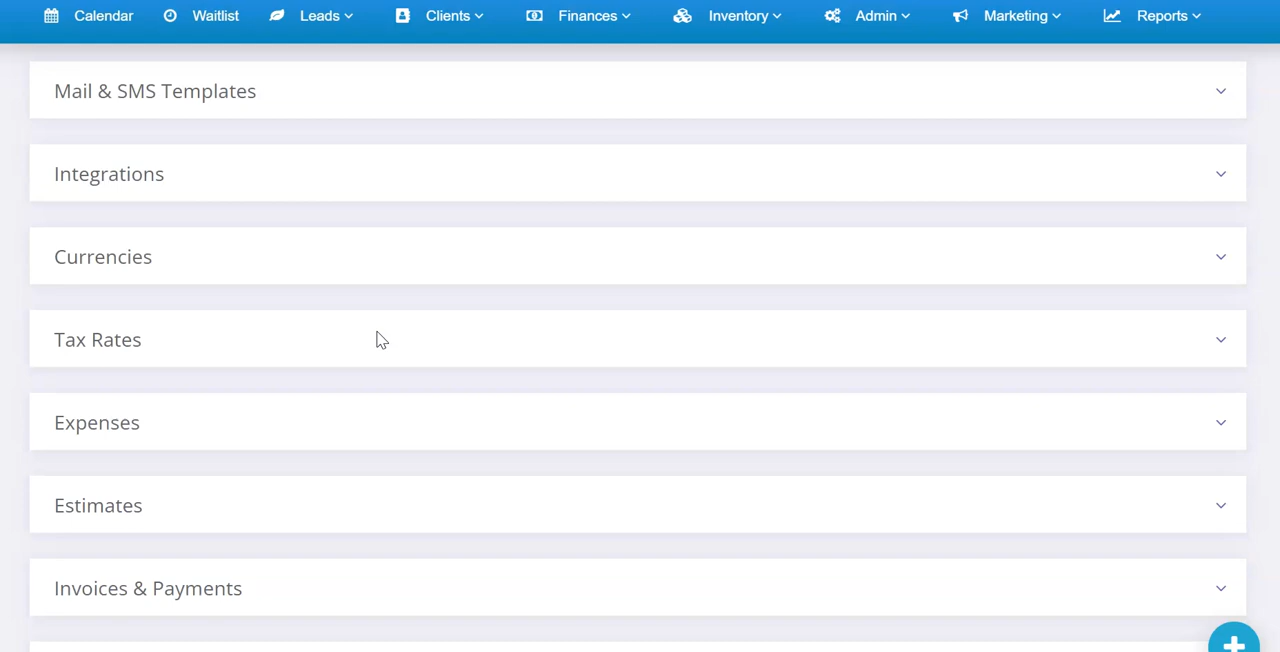 Calendar Waitlist Leads Clients Finances Inventory Admin Marketing Reports
Mail & SMS Templates
Integrations
Currencies
Tax Rates
Expenses
Estimates
Invoices & Payments